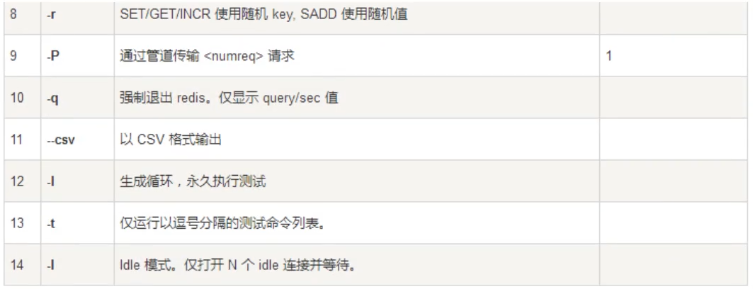 8 -r SET/GET/INCR 使用随机 key, SADD 使用随机值
9 -P 通过管道传输 <numreq> 请求 1
10 -q 强制退出 redis。仅显示 query/sec 值
11 --csv 以 CSV 格式输出
12 -l 生成循环，永久执行测试
13 -t 仅运行以逗号分隔的测试命令列表。
14 -I Idle 模式。仅打开 N 个 idle 连接并等待。